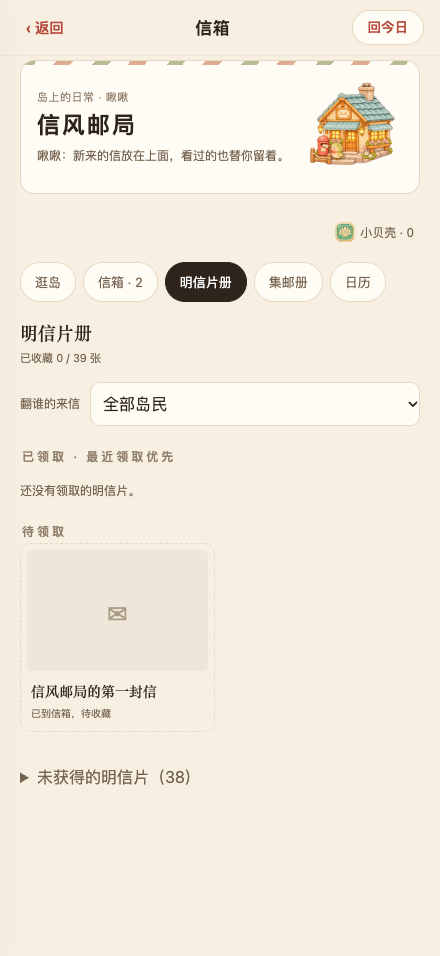 ‹ 返回
信箱
回今日
岛上的日常 · 啾啾
信风邮局
啾啾：新来的信放在上面，看过的也替你留着。
小贝壳 · 0
逛岛
信箱 · 2
明信片册
集邮册
日历
明信片册
已收藏 0 / 39 张
翻谁的来信
全部岛民
已领取 · 最近领取优先
还没有领取的明信片。
待领取
信风邮局的第一封信
已到信箱，待收藏
▶ 未获得的明信片（38）